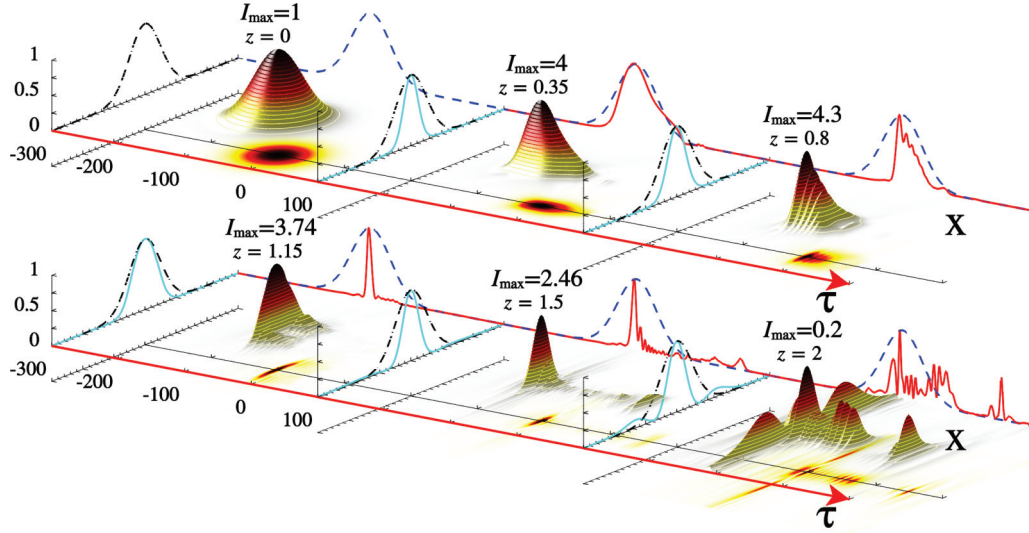 I_max=1
z = 0
I_max=4
z = 0.35
I_max=4.3
z = 0.8
1
0.5
0
-300
-200
-100
0
100
X
τ
I_max=3.74
z = 1.15
I_max=2.46
z = 1.5
I_max=0.2
z = 2
1
0.5
0
-300
-200
-100
0
100
X
τ